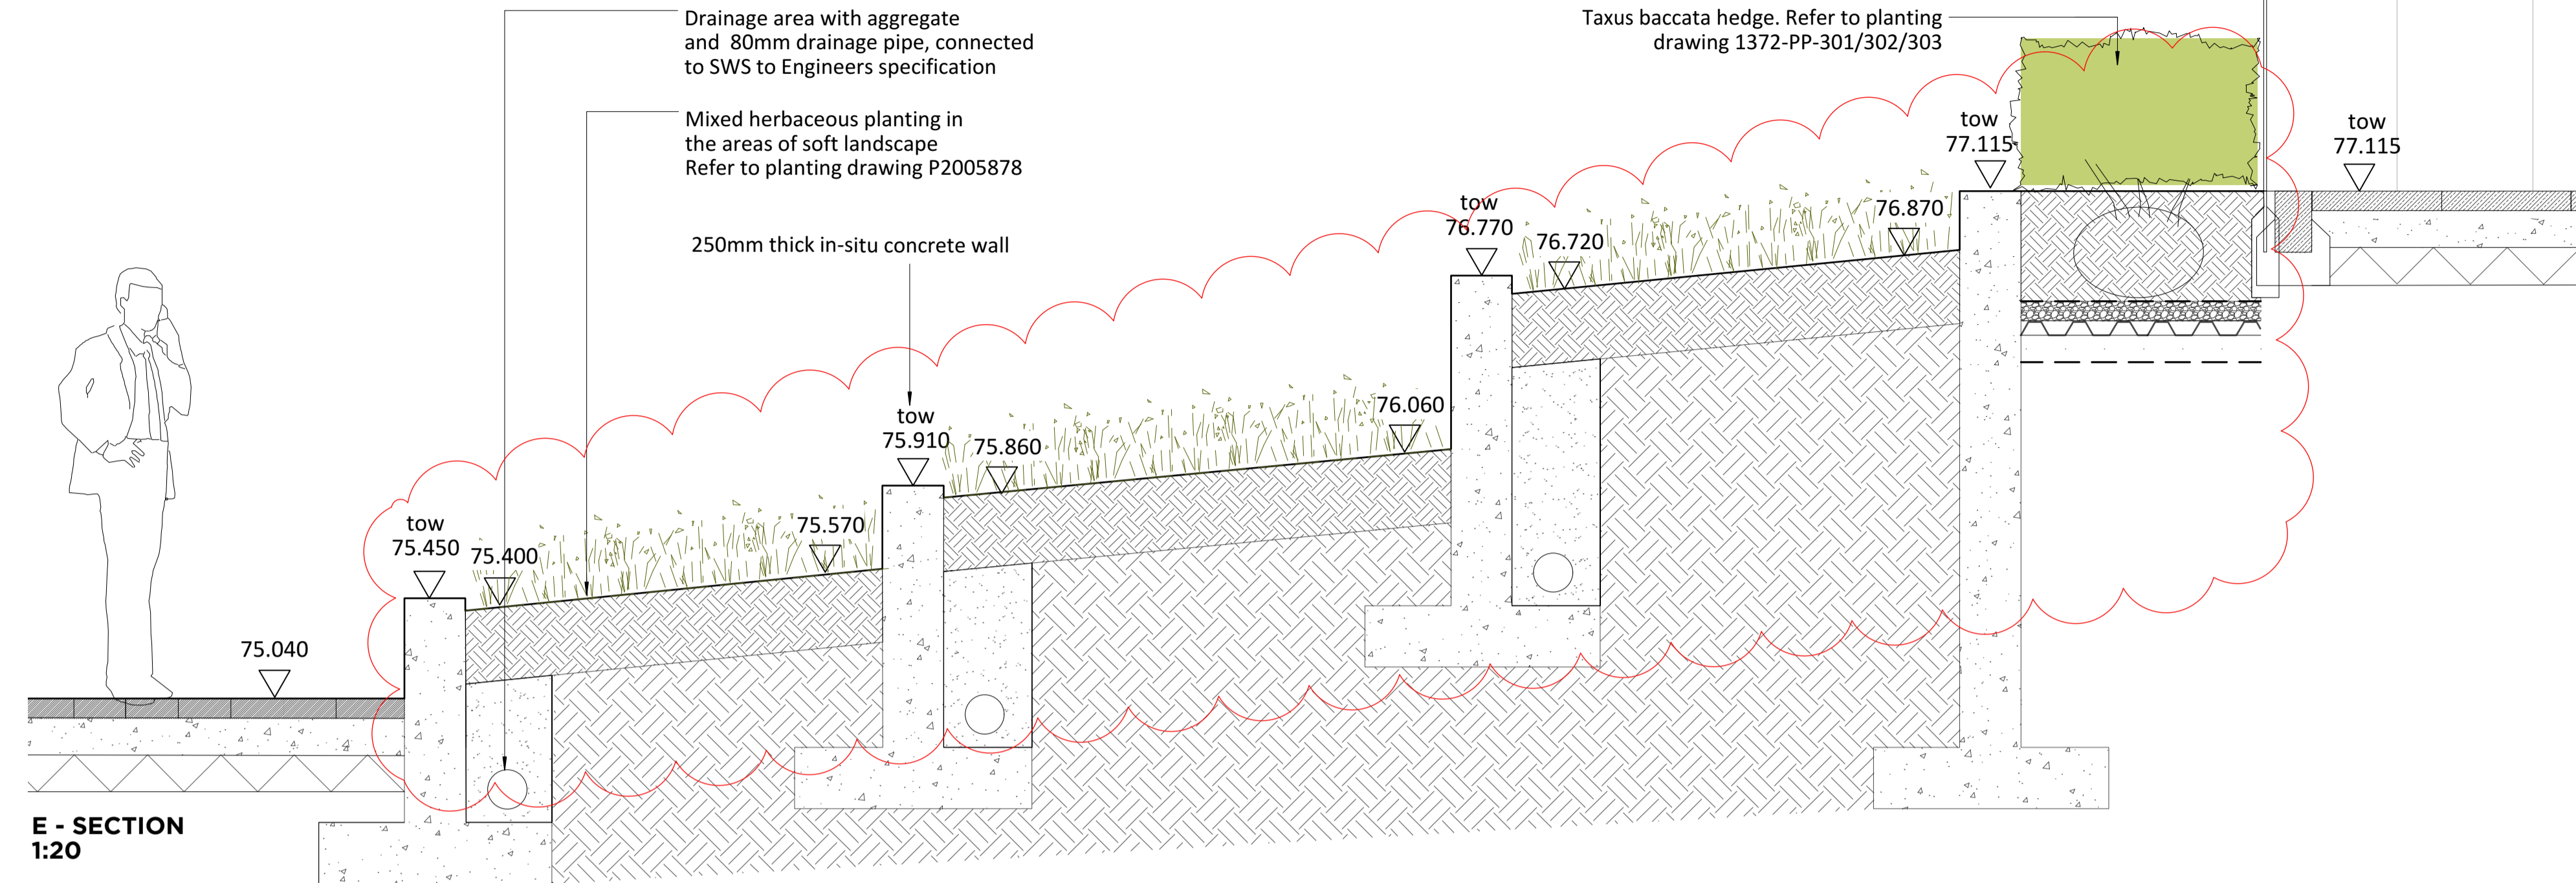 Drainage area with aggregate
and 80mm drainage pipe, connected
to SWS to Engineers specification
Mixed herbaceous planting in
the areas of soft landscape
Refer to planting drawing P2005878
250mm thick in-situ concrete wall
Taxus baccata hedge. Refer to planting
drawing 1372-PP-301/302/303
tow
77.115
tow
77.115
tow
76.770
76.720
76.870
tow
75.910
75.860
76.060
tow
75.450
75.400
75.570
75.040
E - SECTION
1:20